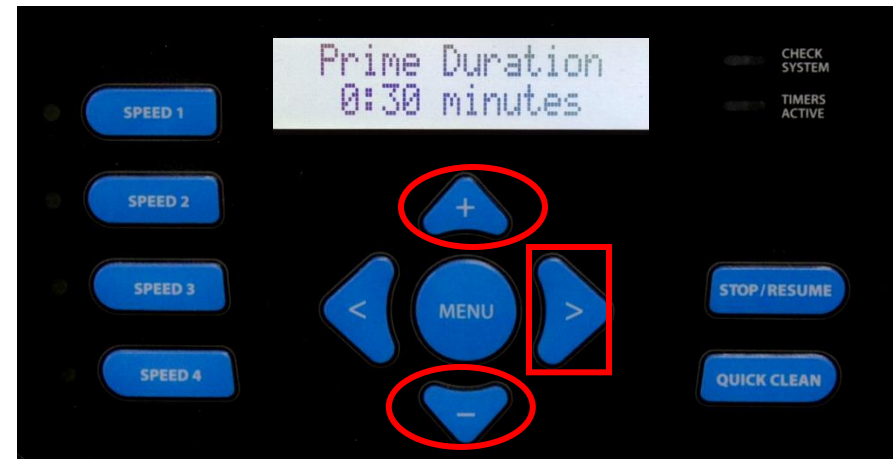 Prime Duration
0:30 minutes
CHECK
SYSTEM
TIMERS
ACTIVE
SPEED 1
SPEED 2
SPEED 3
SPEED 4
+
<
MENU
>
-
STOP/RESUME
QUICK CLEAN